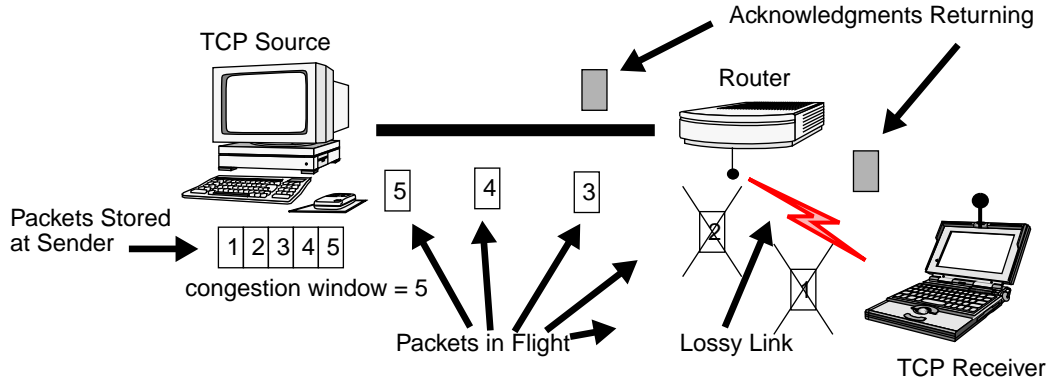 Acknowledgments Returning
TCP Source
Router
5
4
3
Packets Stored
at Sender
1 2 3 4 5
2
1
congestion window = 5
Packets in Flight
Lossy Link
TCP Receiver